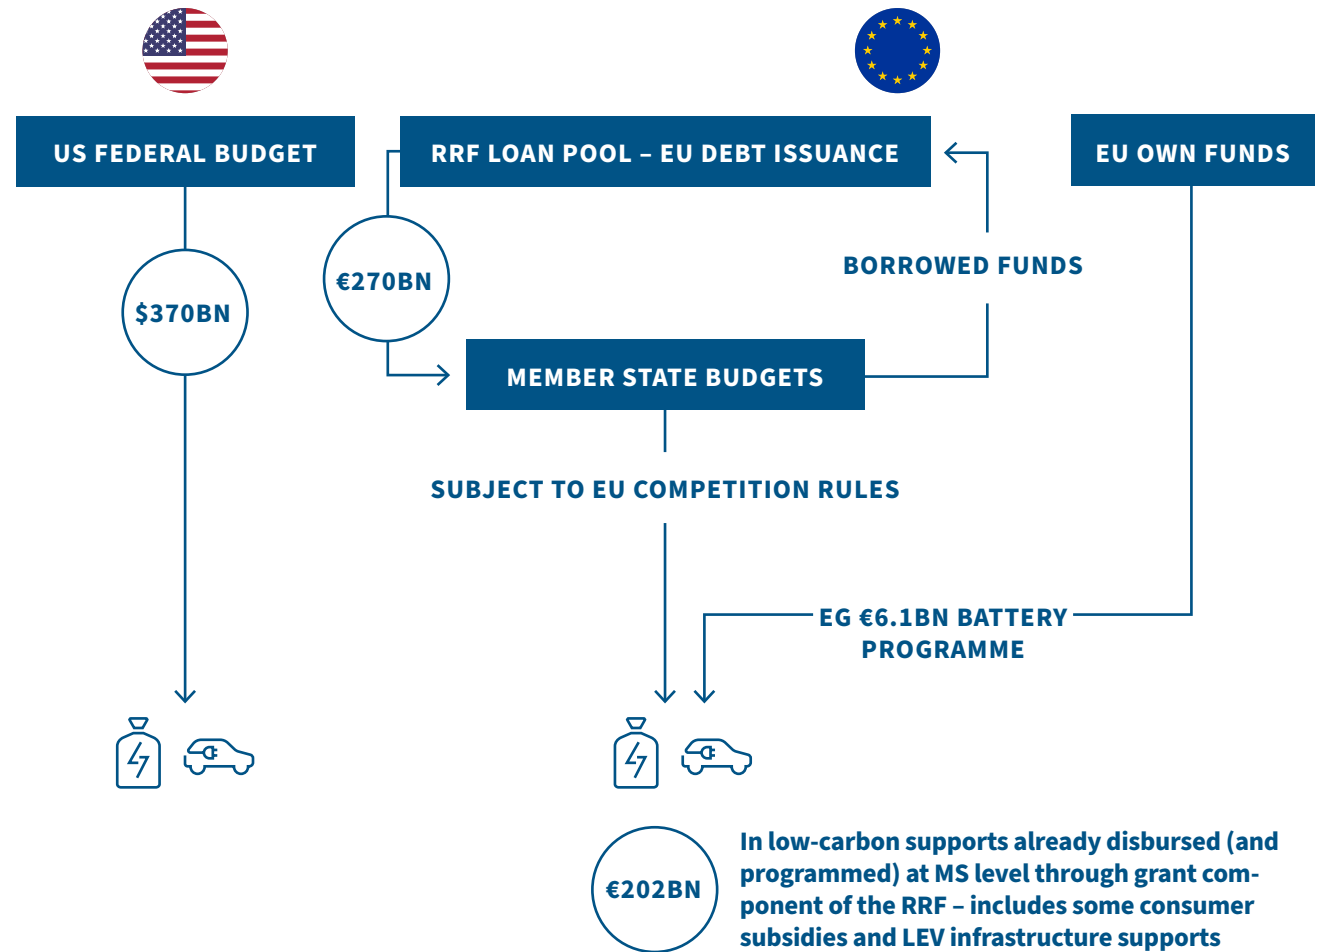 US FEDERAL BUDGET
RRF LOAN POOL – EU DEBT ISSUANCE
EU OWN FUNDS
$370BN
€270BN
BORROWED FUNDS
MEMBER STATE BUDGETS
SUBJECT TO EU COMPETITION RULES
EG €6.1BN BATTERY
PROGRAMME
€202BN
In low-carbon supports already disbursed (and
programmed) at MS level through grant com-
ponent of the RRF – includes some consumer
subsidies and LEV infrastructure supports